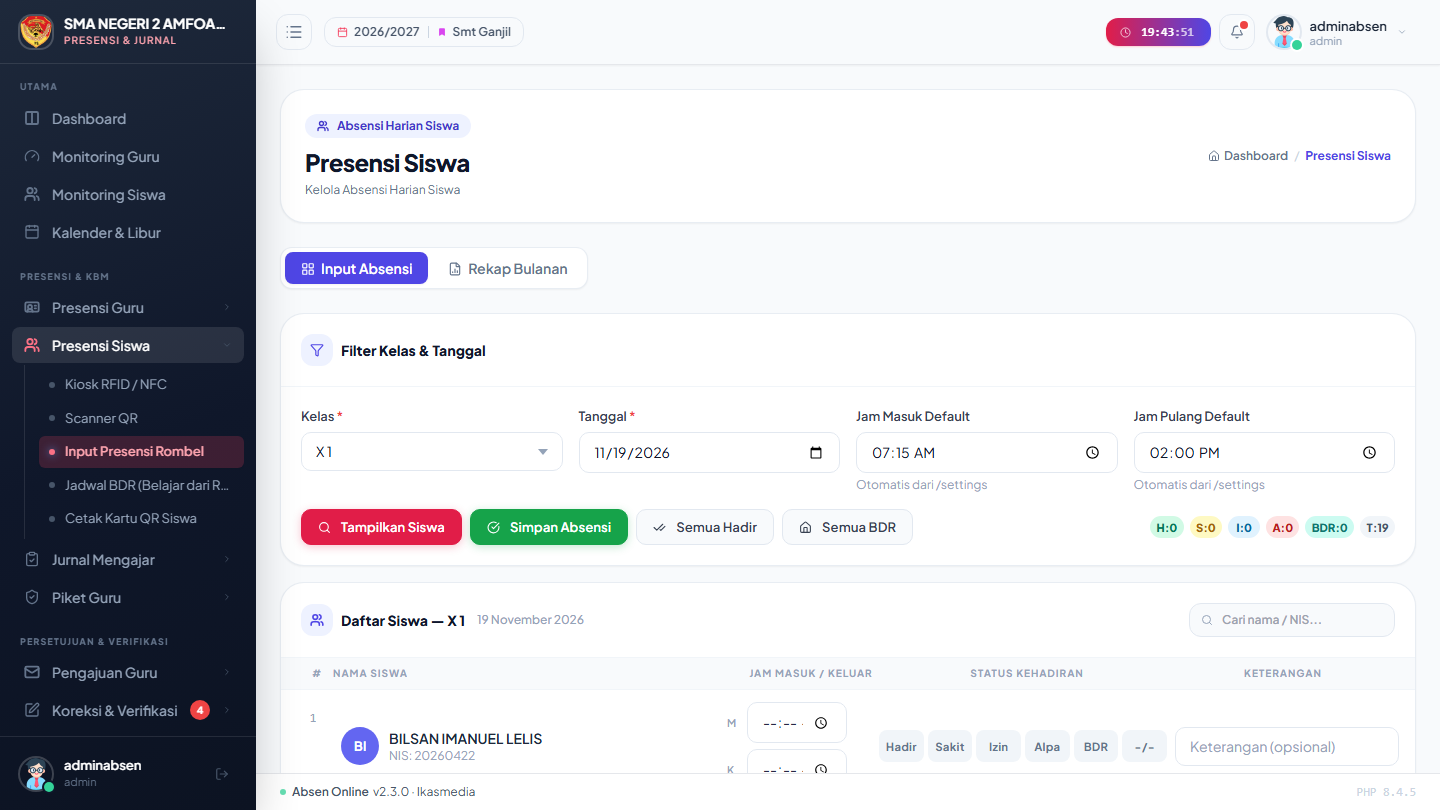 SMA NEGERI 2 AMFOA...
PRESENSI & JURNAL
2026/2027
Smt Ganjil
19:43:51
adminabsen
admin
UTAMA
Dashboard
Monitoring Guru
Monitoring Siswa
Kalender & Libur
PRESENSI & KBM
Presensi Guru
Presensi Siswa
Kiosk RFID / NFC
Scanner QR
Input Presensi Rombel
Jadwal BDR (Belajar dari R...
Cetak Kartu QR Siswa
Jurnal Mengajar
Piket Guru
PERSETUJUAN & VERIFIKASI
Pengajuan Guru
Koreksi & Verifikasi 4
adminabsen
admin
Absensi Harian Siswa
Presensi Siswa
Kelola Absensi Harian Siswa
Dashboard / Presensi Siswa
Input Absensi
Rekap Bulanan
Filter Kelas & Tanggal
Kelas * Tanggal * Jam Masuk Default Jam Pulang Default
X 1 11/19/2026 07:15 AM 02:00 PM
Otomatis dari /settings Otomatis dari /settings
Tampilkan Siswa Simpan Absensi Semua Hadir Semua BDR H:0 S:0 I:0 A:0 BDR:0 T:19
Daftar Siswa — X 1 19 November 2026 Cari nama / NIS...
# NAMA SISWA JAM MASUK / KELUAR STATUS KEHADIRAN KETERANGAN
1 BI BILSAN IMANUEL LELIS M --:-- Hadir Sakit Izin Alpa BDR -/- Keterangan (opsional)
NIS: 20260422 K --:--
Absen Online v2.3.0 · Ikasmedia PHP 8.4.5